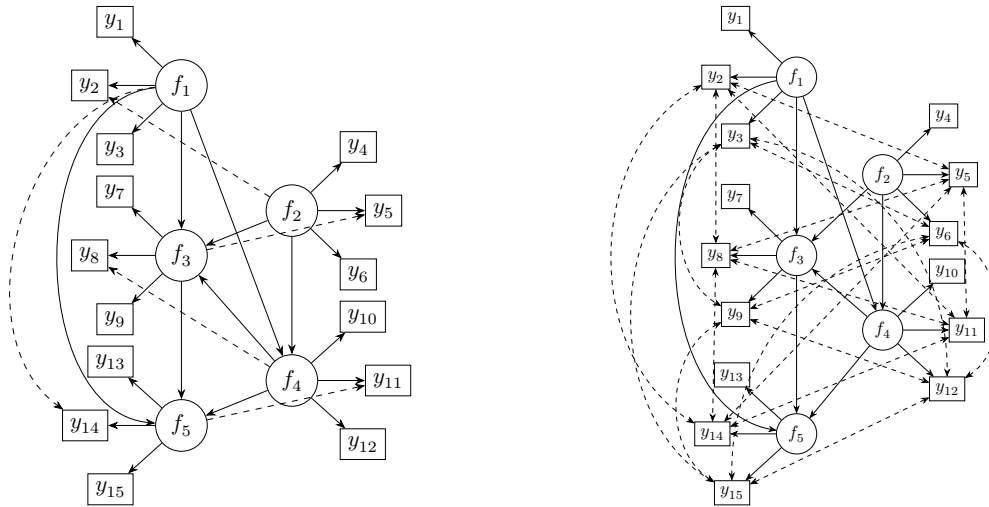 y₁
f₁
y₂
y₃
y₄
y₇
f₂
y₅
f₃
y₈
y₆
y₉
y₁₀
y₁₃
f₄
y₁₁
y₁₄
f₅
y₁₂
y₁₅
y₁
f₁
y₂
y₄
y₃
f₂
y₅
y₇
y₆
f₃
y₈
y₁₀
y₉
f₄
y₁₁
y₁₃
y₁₂
y₁₄
f₅
y₁₅